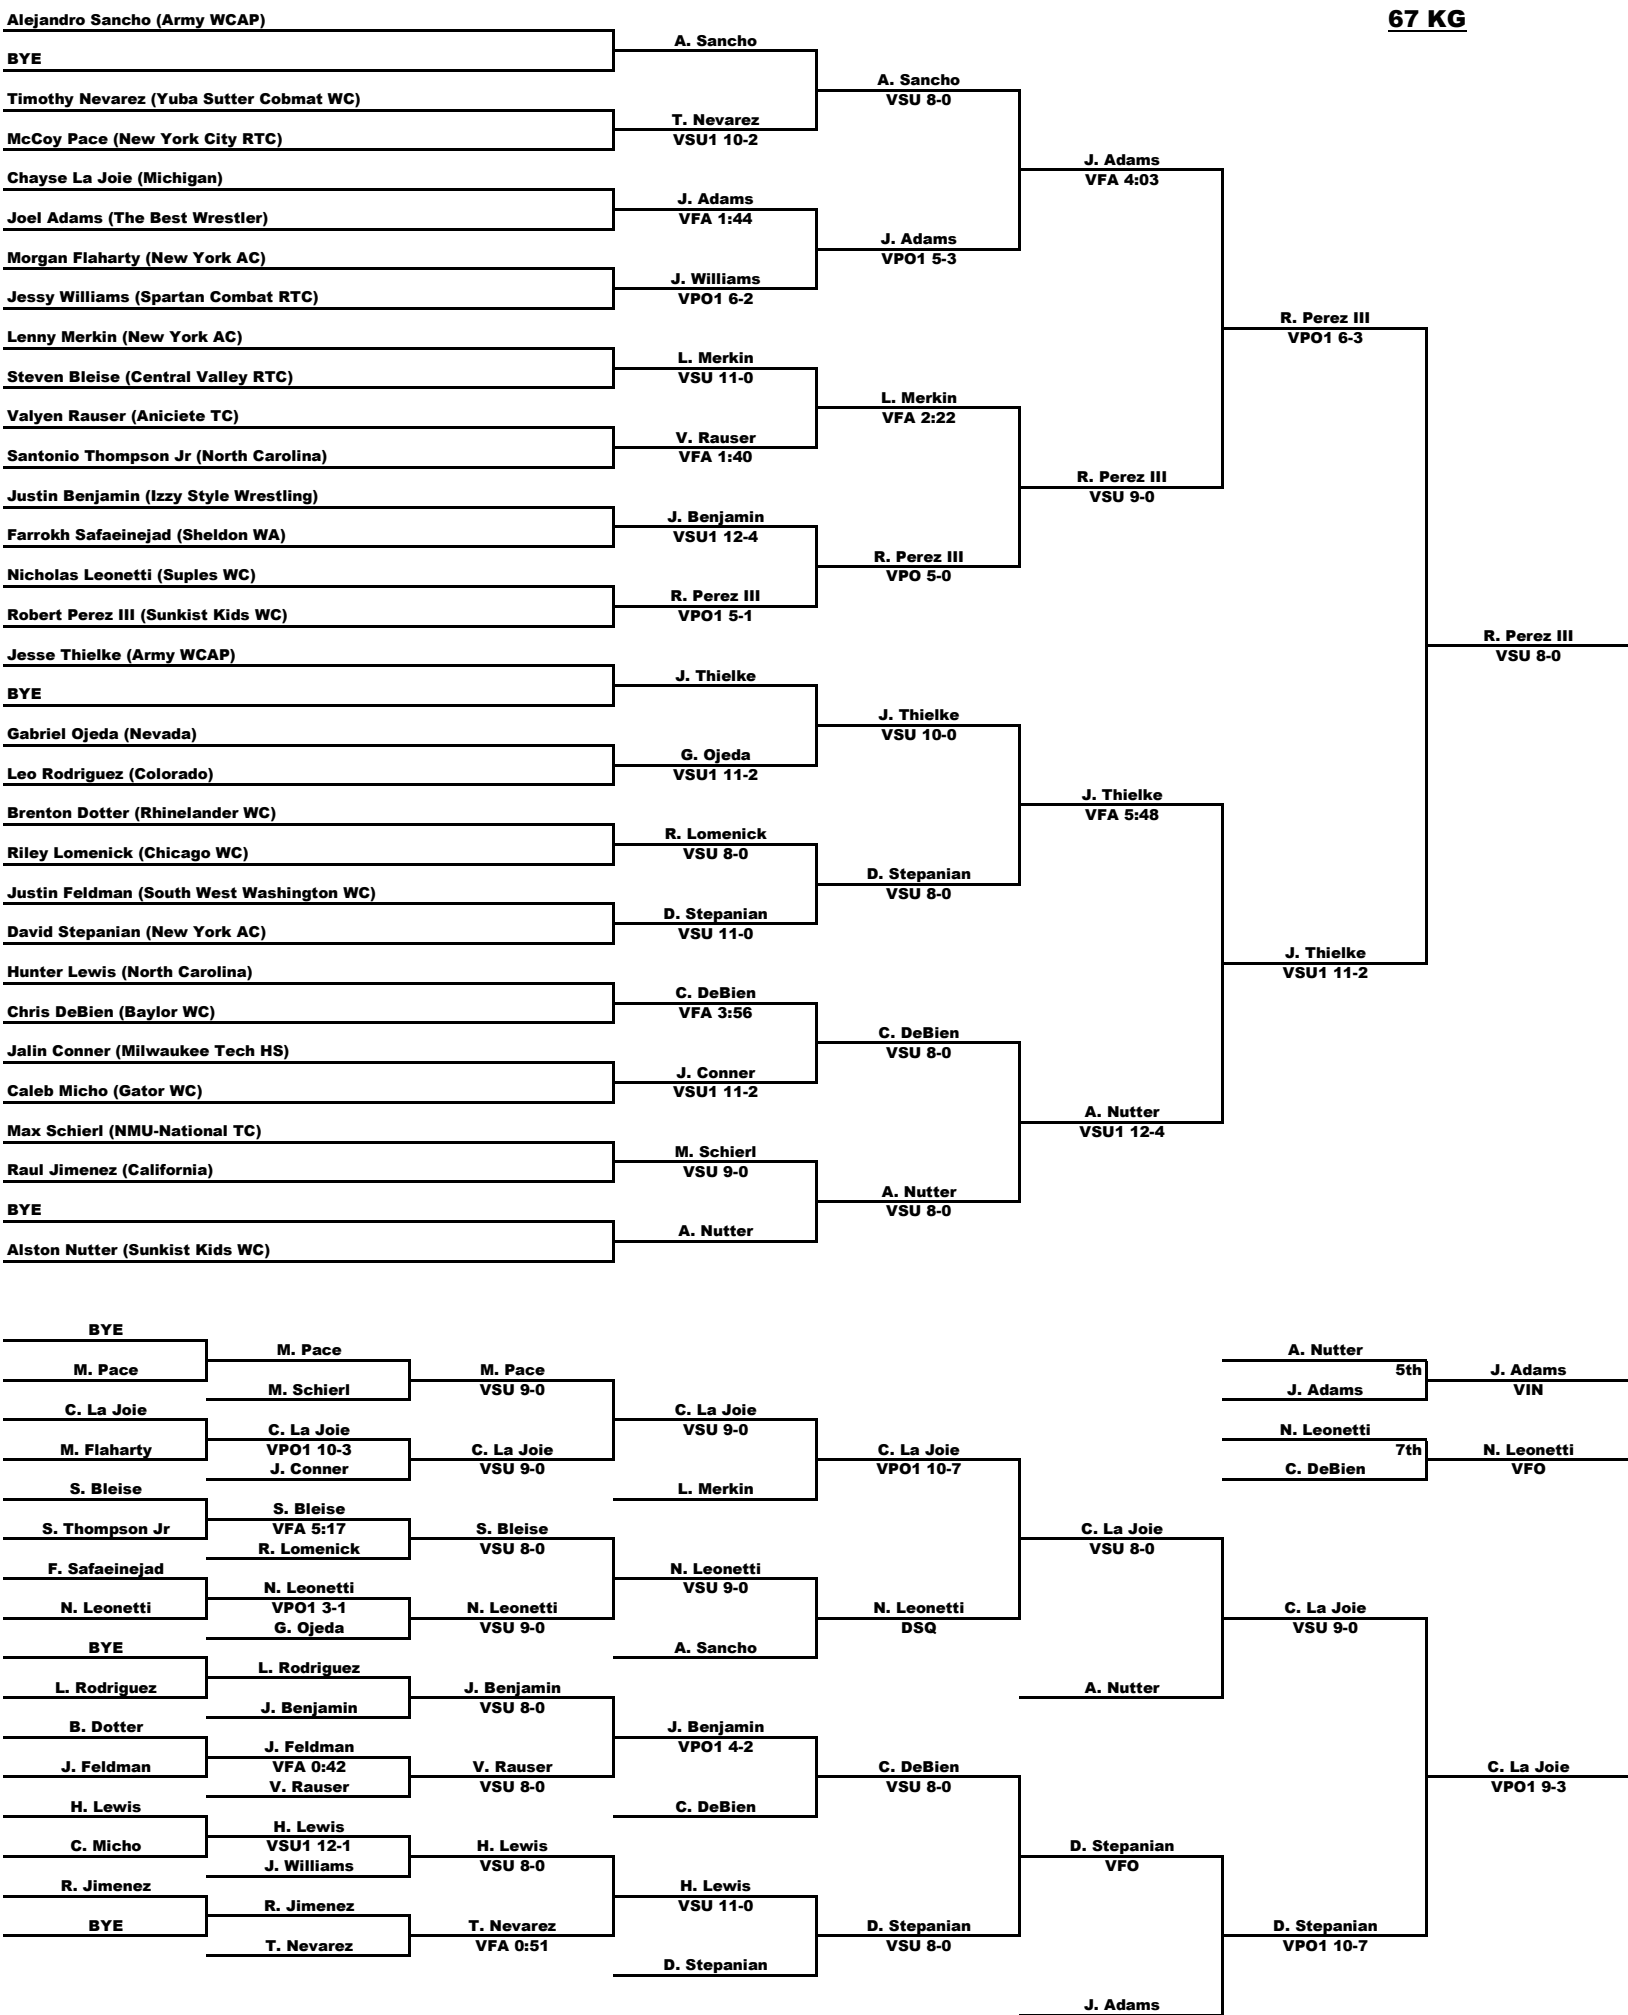 67 KG
Alejandro Sancho (Army WCAP)
A. Sancho
BYE
A. Sancho
VSU 8-0
Timothy Nevarez (Yuba Sutter Cobmat WC)
T. Nevarez
VSU1 10-2
McCoy Pace (New York City RTC)
J. Adams
VFA 4:03
Chayse La Joie (Michigan)
J. Adams
VFA 1:44
Joel Adams (The Best Wrestler)
J. Adams
VPO1 5-3
Morgan Flaharty (New York AC)
J. Williams
VPO1 6-2
Jessy Williams (Spartan Combat RTC)
R. Perez III
VPO1 6-3
Lenny Merkin (New York AC)
L. Merkin
VSU 11-0
Steven Bleise (Central Valley RTC)
L. Merkin
VFA 2:22
Valyen Rauser (Aniciete TC)
V. Rauser
VFA 1:40
Santonio Thompson Jr (North Carolina)
R. Perez III
VSU 9-0
Justin Benjamin (Izzy Style Wrestling)
J. Benjamin
VSU1 12-4
Farrokh Safaeinejad (Sheldon WA)
R. Perez III
VPO 5-0
Nicholas Leonetti (Suples WC)
R. Perez III
VPO1 5-1
Robert Perez III (Sunkist Kids WC)
R. Perez III
VSU 8-0
Jesse Thielke (Army WCAP)
J. Thielke
BYE
J. Thielke
VSU 10-0
Gabriel Ojeda (Nevada)
G. Ojeda
VSU1 11-2
Leo Rodriguez (Colorado)
J. Thielke
VFA 5:48
Brenton Dotter (Rhinelander WC)
R. Lomenick
VSU 8-0
Riley Lomenick (Chicago WC)
D. Stepanian
VSU 8-0
Justin Feldman (South West Washington WC)
D. Stepanian
VSU 11-0
David Stepanian (New York AC)
J. Thielke
VSU1 11-2
Hunter Lewis (North Carolina)
C. DeBien
VFA 3:56
Chris DeBien (Baylor WC)
C. DeBien
VSU 8-0
Jalin Conner (Milwaukee Tech HS)
J. Conner
VSU1 11-2
Caleb Micho (Gator WC)
A. Nutter
VSU1 12-4
Max Schierl (NMU-National TC)
M. Schierl
VSU 9-0
Raul Jimenez (California)
A. Nutter
VSU 8-0
BYE
A. Nutter
Alston Nutter (Sunkist Kids WC)
BYE
M. Pace
M. Pace
M. Schierl
M. Pace
VSU 9-0
C. La Joie
M. Flaharty
C. La Joie
VPO1 10-3
J. Conner
C. La Joie
VSU 9-0
C. La Joie
VSU 9-0
L. Merkin
C. La Joie
VPO1 10-7
S. Bleise
S. Thompson Jr
S. Bleise
VFA 5:17
R. Lomenick
S. Bleise
VSU 8-0
F. Safaeinejad
N. Leonetti
N. Leonetti
VPO1 3-1
G. Ojeda
N. Leonetti
VSU 9-0
N. Leonetti
VSU 9-0
A. Sancho
N. Leonetti
DSQ
C. La Joie
VSU 8-0
A. Nutter
C. La Joie
VSU 9-0
BYE
L. Rodriguez
L. Rodriguez
J. Benjamin
J. Benjamin
VSU 8-0
B. Dotter
J. Feldman
J. Feldman
VFA 0:42
V. Rauser
V. Rauser
VSU 8-0
J. Benjamin
VPO1 4-2
C. DeBien
C. DeBien
VSU 8-0
H. Lewis
C. Micho
H. Lewis
VSU1 12-1
J. Williams
H. Lewis
VSU 8-0
R. Jimenez
BYE
R. Jimenez
T. Nevarez
T. Nevarez
VFA 0:51
H. Lewis
VSU 11-0
D. Stepanian
D. Stepanian
VSU 8-0
D. Stepanian
VFO
J. Adams
D. Stepanian
VPO1 10-7
C. La Joie
VPO1 9-3
A. Nutter
5th
J. Adams
J. Adams
VIN
N. Leonetti
7th
C. DeBien
N. Leonetti
VFO